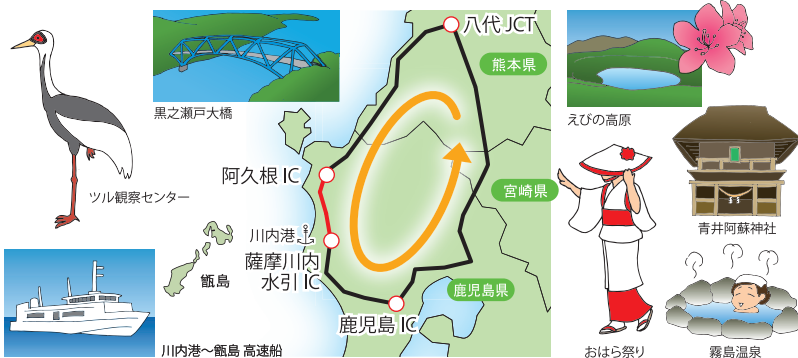 八代 JCT
熊本県
黒之瀬戸大橋
えびの高原
阿久根 IC
ツル観察センター
宮崎県
青井阿蘇神社
川内港
薩摩川内
水引 IC
甑島
鹿児島県
鹿児島 IC
川内港～甑島 高速船
おはら祭り
霧島温泉